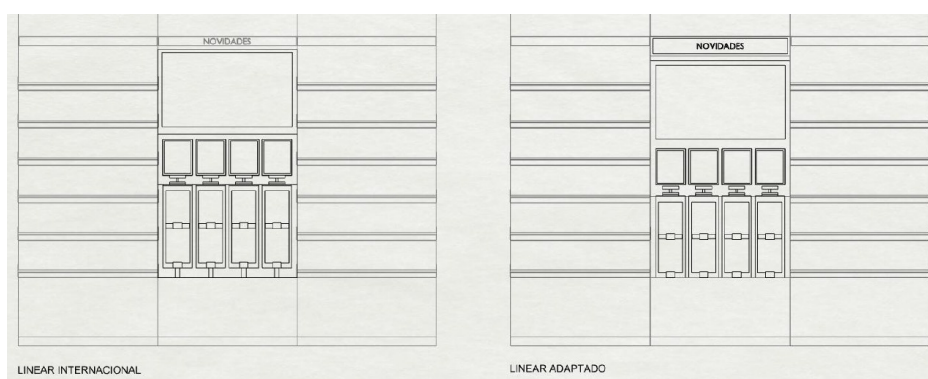 NOVIDADES
NOVIDADES
LINEAR INTERNACIONAL
LINEAR ADAPTADO